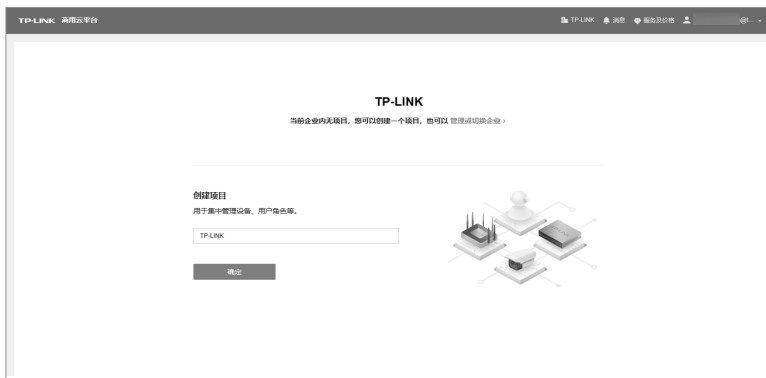 TP-LINK 商用云平台
TP-LINK 消息 服务及价格 @t...
TP-LINK
当前企业内无项目，您可以创建一个项目，也可以 管理或切换企业 >
创建项目
用于集中管理设备、用户角色等。
TP-LINK
确定
TP-LINK